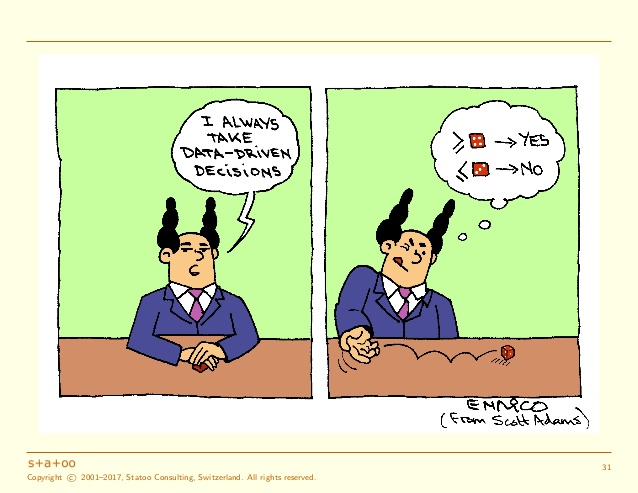 I ALWAYS
TAKE
DATA-DRIVEN
DECISIONS
⩾ → YES
⩽ → NO
ENRICO
(From Scott Adams)
s+a+oo
31
Copyright © 2001–2017, Statoo Consulting, Switzerland. All rights reserved.